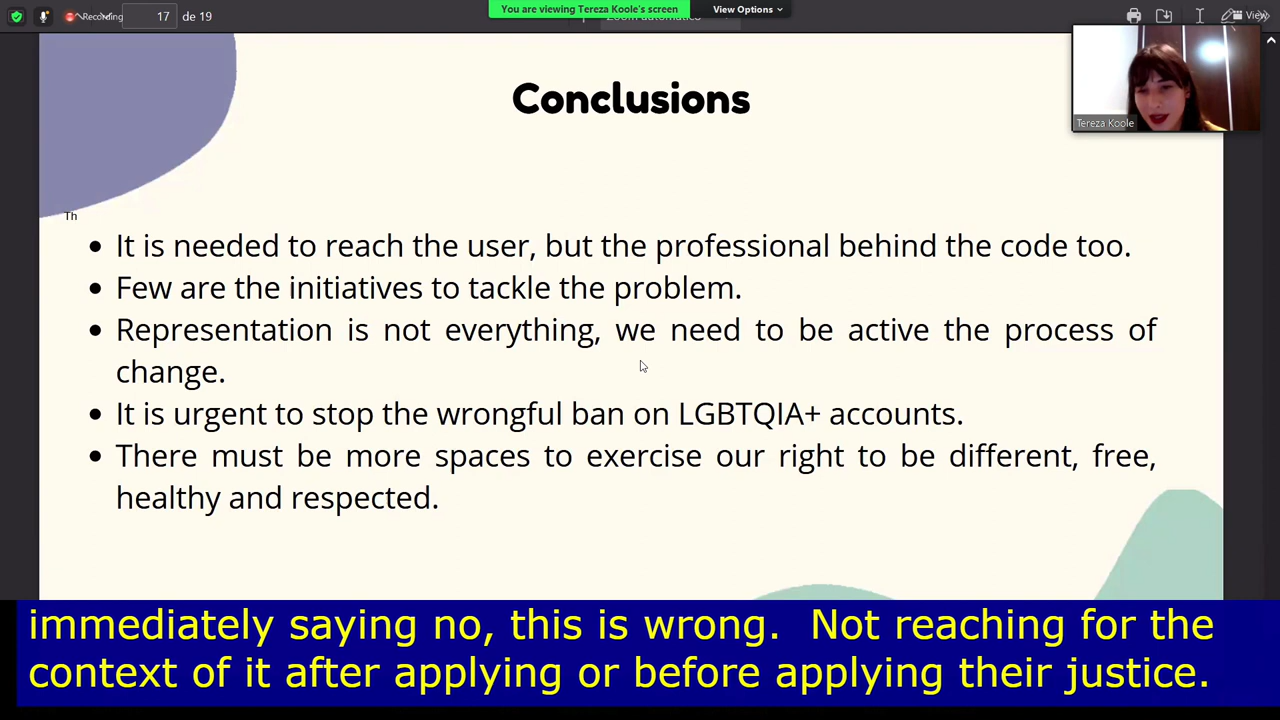 Recording
17 de 19
You are viewing Tereza Koole's screen
View Options
Zoom automático
View
Tereza Koole
Conclusions
Th
• It is needed to reach the user, but the professional behind the code too.
• Few are the initiatives to tackle the problem.
• Representation is not everything, we need to be active the process of
change.
• It is urgent to stop the wrongful ban on LGBTQIA+ accounts.
• There must be more spaces to exercise our right to be different, free,
healthy and respected.
immediately saying no, this is wrong. Not reaching for the
context of it after applying or before applying their justice.